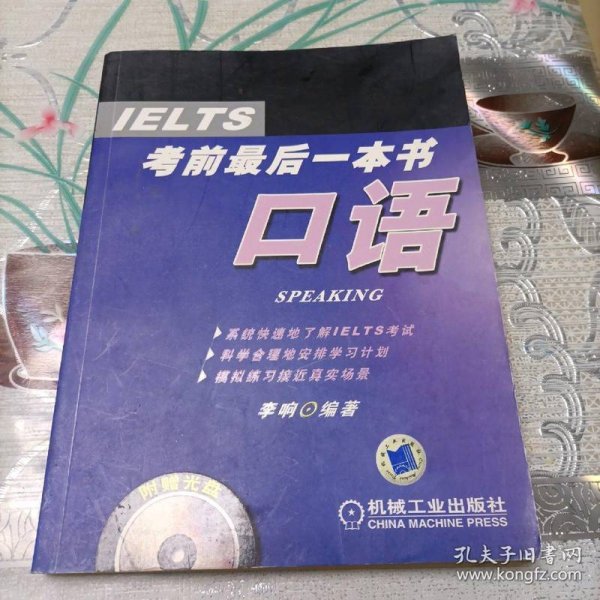 IELTS
考前最后一本书
口语
SPEAKING
系统快速地了解IELTS考试
科学合理地安排学习计划
模拟练习接近真实场景
李响 编著
附赠光盘
机械工业出版社
CHINA MACHINE PRESS
孔夫子旧书网
www.kongfz.com